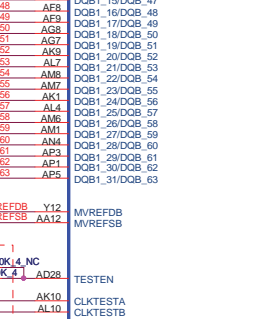 48 AF8 DQB1_15/DQB_47
49 AF9 DQB1_16/DQB_48
50 AG8 DQB1_17/DQB_49
51 AG7 DQB1_18/DQB_50
52 AK9 DQB1_19/DQB_51
53 AL7 DQB1_20/DQB_52
54 AM8 DQB1_21/DQB_53
55 AM7 DQB1_22/DQB_54
56 AK1 DQB1_23/DQB_55
57 AL4 DQB1_24/DQB_56
58 AM6 DQB1_25/DQB_57
59 AM1 DQB1_26/DQB_58
60 AN4 DQB1_27/DQB_59
61 AP3 DQB1_28/DQB_60
62 AP1 DQB1_29/DQB_61
63 AP5 DQB1_30/DQB_62
DQB1_31/DQB_63
REFDB Y12 MVREFDB
REFSB AA12 MVREFSB
0K_4_NC
K_4 AD28 TESTEN
AK10 CLKTESTA
AL10 CLKTESTB